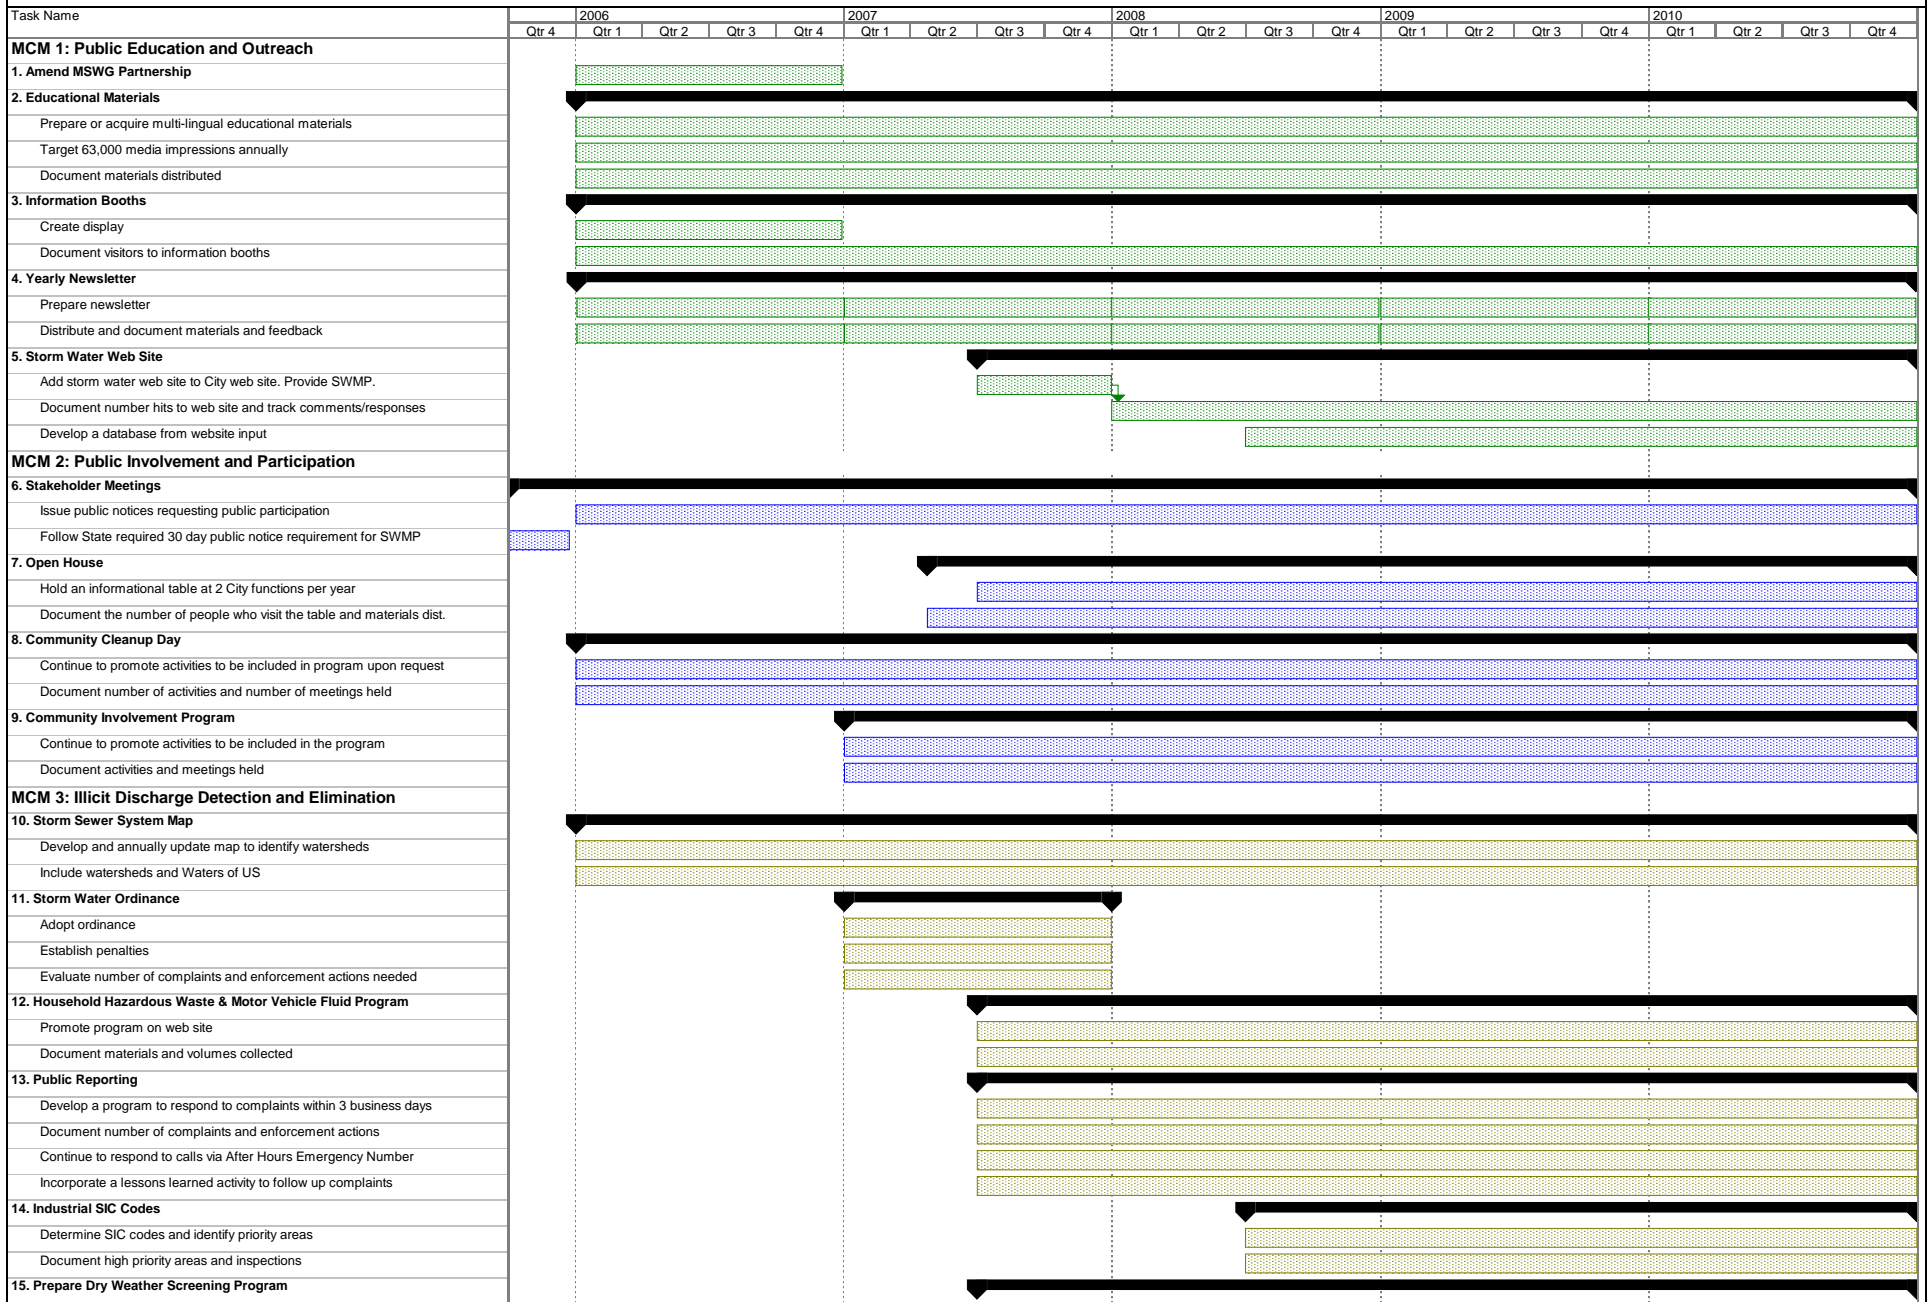 Task Name
2006 2007 2008 2009 2010
Qtr 4 Qtr 1 Qtr 2 Qtr 3 Qtr 4 Qtr 1 Qtr 2 Qtr 3 Qtr 4 Qtr 1 Qtr 2 Qtr 3 Qtr 4 Qtr 1 Qtr 2 Qtr 3 Qtr 4 Qtr 1 Qtr 2 Qtr 3 Qtr 4
MCM 1: Public Education and Outreach
1. Amend MSWG Partnership
2. Educational Materials
Prepare or acquire multi-lingual educational materials
Target 63,000 media impressions annually
Document materials distributed
3. Information Booths
Create display
Document visitors to information booths
4. Yearly Newsletter
Prepare newsletter
Distribute and document materials and feedback
5. Storm Water Web Site
Add storm water web site to City web site. Provide SWMP.
Document number hits to web site and track comments/responses
Develop a database from website input
MCM 2: Public Involvement and Participation
6. Stakeholder Meetings
Issue public notices requesting public participation
Follow State required 30 day public notice requirement for SWMP
7. Open House
Hold an informational table at 2 City functions per year
Document the number of people who visit the table and materials dist.
8. Community Cleanup Day
Continue to promote activities to be included in program upon request
Document number of activities and number of meetings held
9. Community Involvement Program
Continue to promote activities to be included in the program
Document activities and meetings held
MCM 3: Illicit Discharge Detection and Elimination
10. Storm Sewer System Map
Develop and annually update map to identify watersheds
Include watersheds and Waters of US
11. Storm Water Ordinance
Adopt ordinance
Establish penalties
Evaluate number of complaints and enforcement actions needed
12. Household Hazardous Waste & Motor Vehicle Fluid Program
Promote program on web site
Document materials and volumes collected
13. Public Reporting
Develop a program to respond to complaints within 3 business days
Document number of complaints and enforcement actions
Continue to respond to calls via After Hours Emergency Number
Incorporate a lessons learned activity to follow up complaints
14. Industrial SIC Codes
Determine SIC codes and identify priority areas
Document high priority areas and inspections
15. Prepare Dry Weather Screening Program